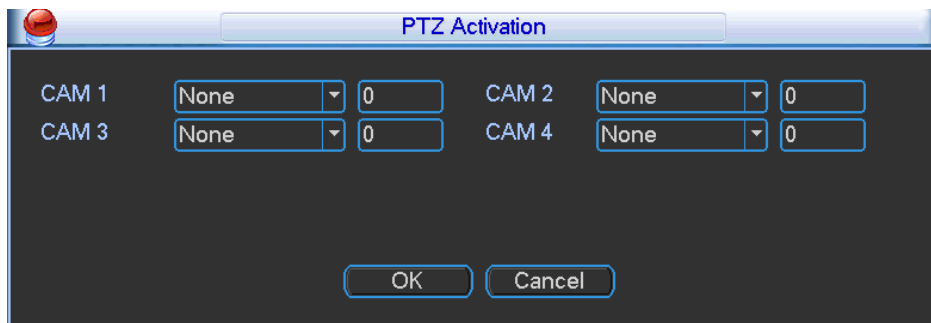 PTZ Activation
CAM 1 None 0 CAM 2 None 0
CAM 3 None 0 CAM 4 None 0
OK Cancel